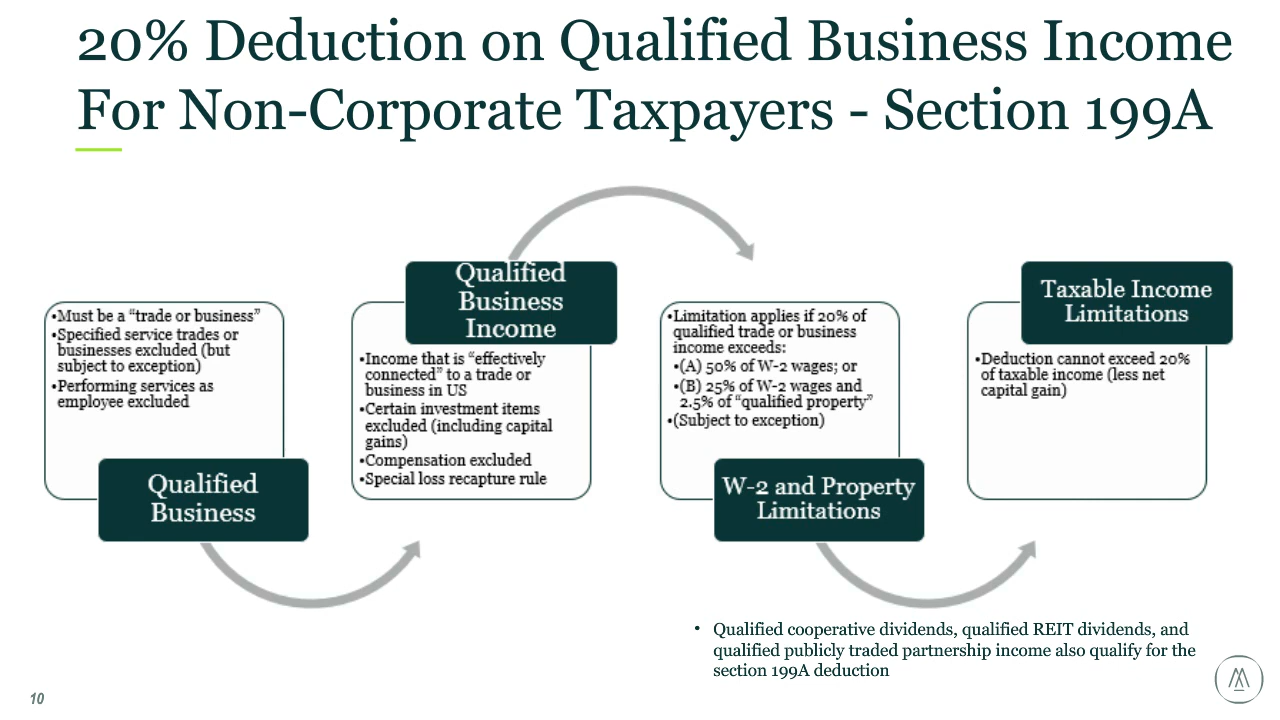 20% Deduction on Qualified Business Income
For Non-Corporate Taxpayers - Section 199A
•Must be a “trade or business”
•Specified service trades or
businesses excluded (but
subject to exception)
•Performing services as
employee excluded
Qualified
Business
Qualified
Business
Income
•Income that is “effectively
connected” to a trade or
business in US
•Certain investment items
excluded (including capital
gains)
•Compensation excluded
•Special loss recapture rule
•Limitation applies if 20% of
qualified trade or business
income exceeds:
•(A) 50% of W-2 wages; or
•(B) 25% of W-2 wages and
2.5% of “qualified property”
•(Subject to exception)
W-2 and Property
Limitations
Taxable Income
Limitations
•Deduction cannot exceed 20%
of taxable income (less net
capital gain)
• Qualified cooperative dividends, qualified REIT dividends, and
qualified publicly traded partnership income also qualify for the
section 199A deduction
10